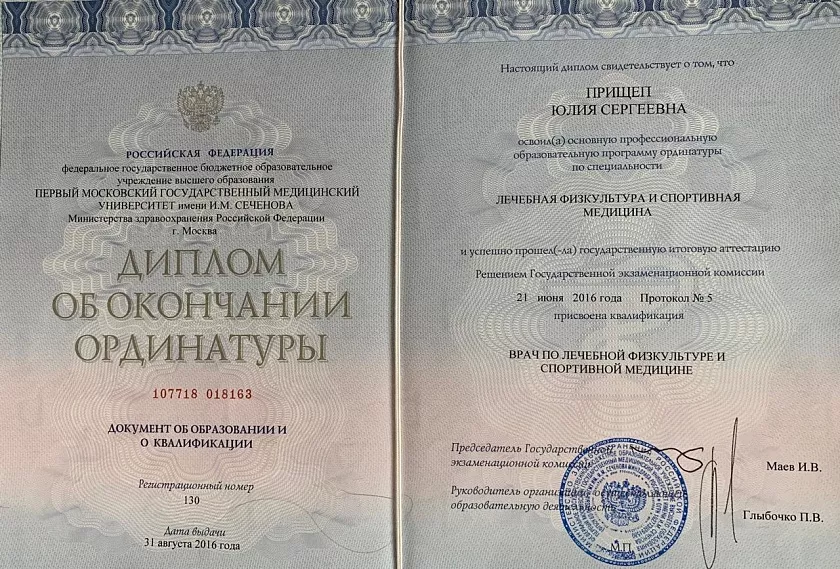 РОССИЙСКАЯ ФЕДЕРАЦИЯ
федеральное государственное бюджетное образовательное
учреждение высшего образования
ПЕРВЫЙ МОСКОВСКИЙ ГОСУДАРСТВЕННЫЙ МЕДИЦИНСКИЙ
УНИВЕРСИТЕТ имени И.М. СЕЧЕНОВА
Министерства здравоохранения Российской Федерации
г. Москва
ДИПЛОМ
ОБ ОКОНЧАНИИ
ОРДИНАТУРЫ
107718 018163
ДОКУМЕНТ ОБ ОБРАЗОВАНИИ И
О КВАЛИФИКАЦИИ
Регистрационный номер
130
Дата выдачи
31 августа 2016 года
Настоящий диплом свидетельствует о том, что
ПРИЩЕП
ЮЛИЯ СЕРГЕЕВНА
освоил(а) основную профессиональную
образовательную программу ординатуры
по специальности
ЛЕЧЕБНАЯ ФИЗКУЛЬТУРА И СПОРТИВНАЯ
МЕДИЦИНА
и успешно прошел(-ла) государственную итоговую аттестацию
Решением Государственной экзаменационной комиссии
21 июня 2016 года Протокол № 5
присвоена квалификация
ВРАЧ ПО ЛЕЧЕБНОЙ ФИЗКУЛЬТУРЕ И
СПОРТИВНОЙ МЕДИЦИНЕ
Председатель Государственной
экзаменационной комиссии
Маев И.В.
Руководитель организации, осуществляющей
образовательную деятельность
Глыбочко П.В.
М.П.